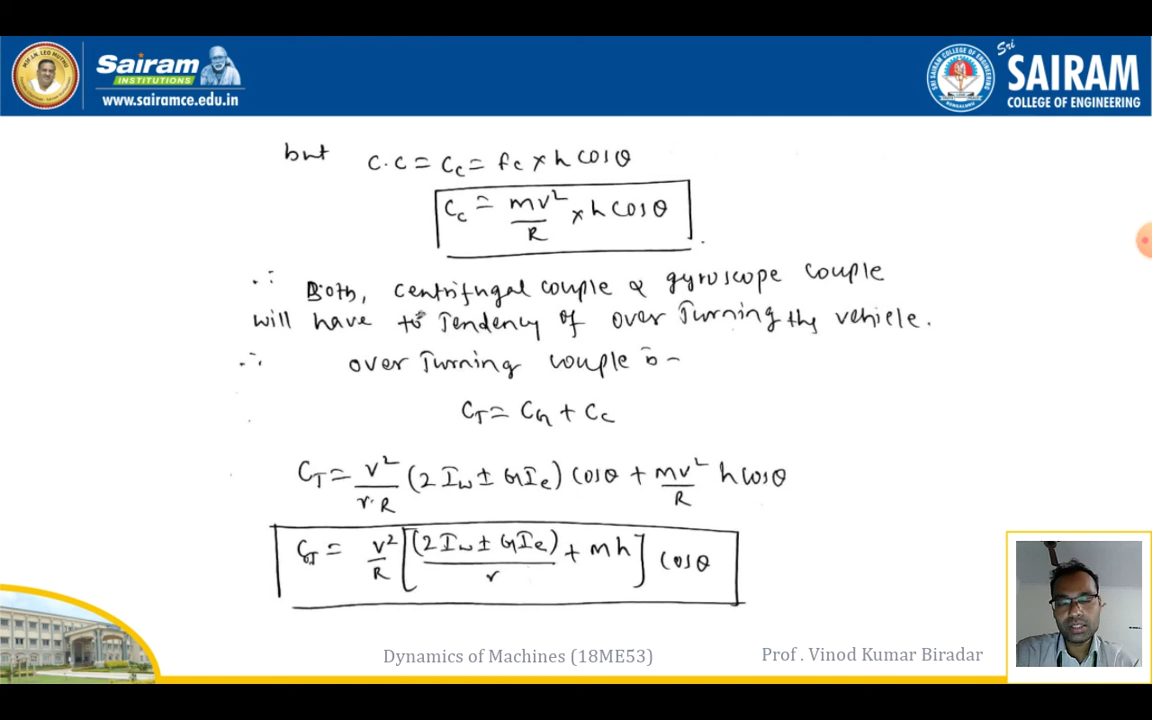 Sairam
INSTITUTIONS
www.sairamce.edu.in
Sri
SAIRAM
COLLEGE OF ENGINEERING
but C.C = Cc = fc × h cosθ
Cc = mv²/R × h cosθ
∴ Both, centrifugal couple & gyroscope couple
will have to Tendency of over Turning the vehicle.
∴ over Turning couple is –
CT = CG + Cc
CT = v²/r.R (2Iw ± GIe) cosθ + mv²/R h cosθ
CT = v²/R [(2Iw ± GIe)/r + mh] cosθ
Dynamics of Machines (18ME53)
Prof . Vinod Kumar Biradar